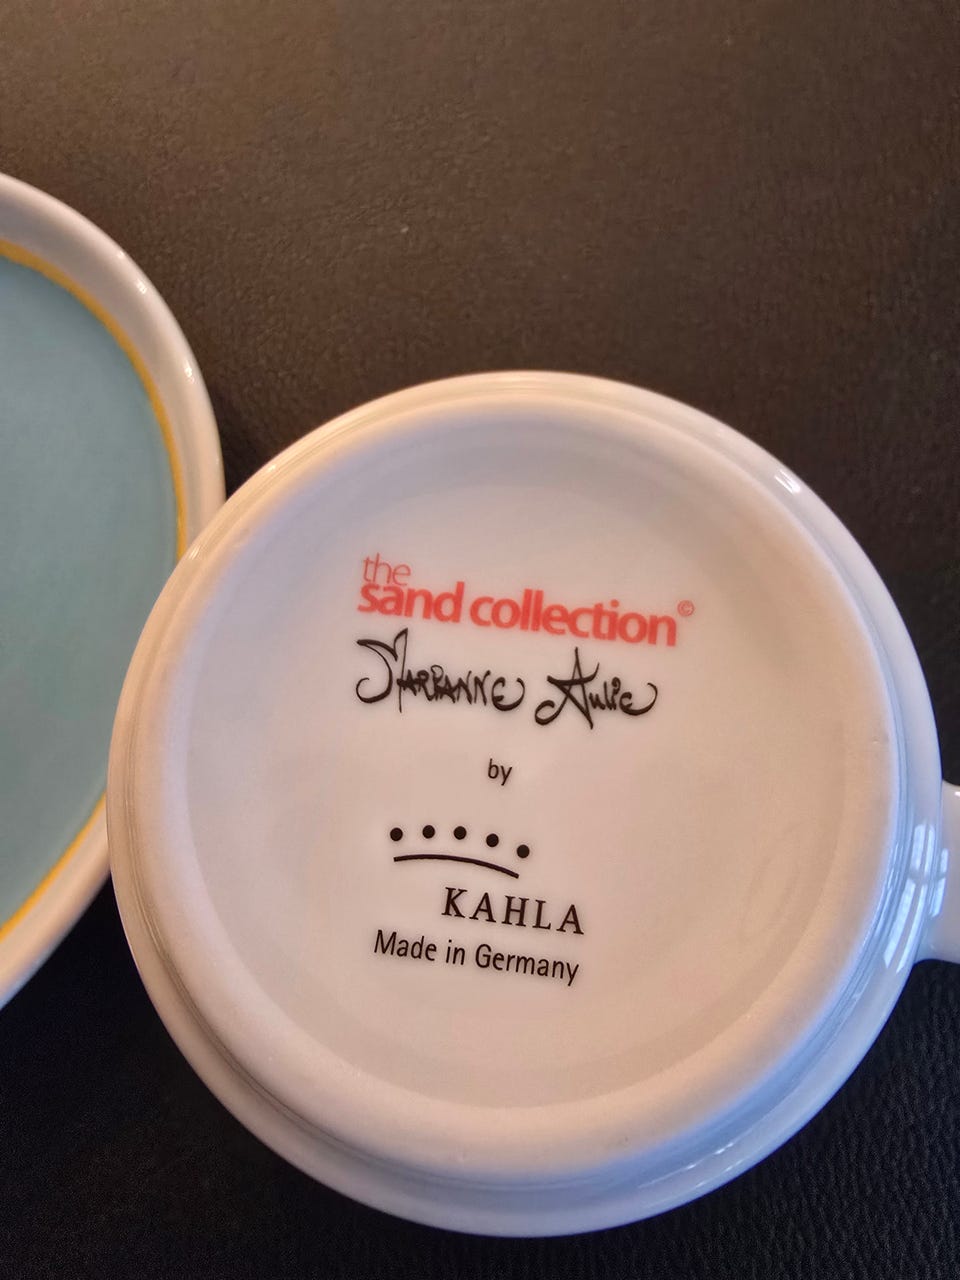 the
sand collection©
Marianne Aulie
by
KAHLA
Made in Germany